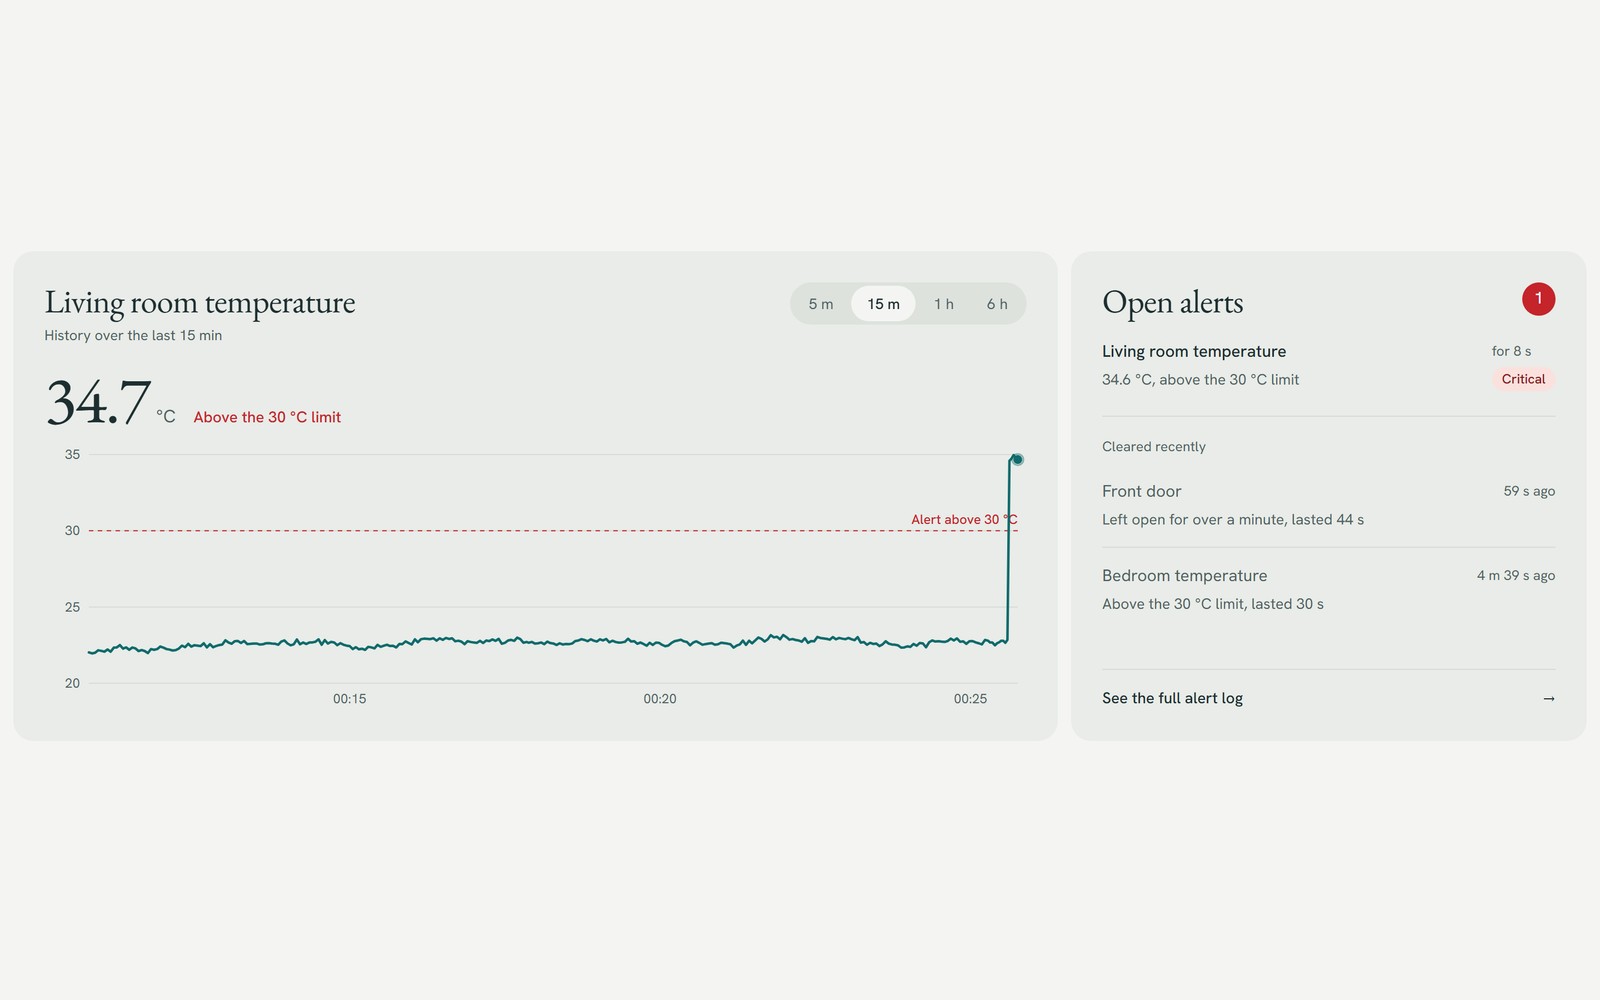 Living room temperature
History over the last 15 min
5 m 15 m 1 h 6 h
34.7 °C Above the 30 °C limit
35
Alert above 30 °C
30
25
20
00:15 00:20 00:25
Open alerts 1
Living room temperature for 8 s
34.6 °C, above the 30 °C limit Critical
Cleared recently
Front door 59 s ago
Left open for over a minute, lasted 44 s
Bedroom temperature 4 m 39 s ago
Above the 30 °C limit, lasted 30 s
See the full alert log →